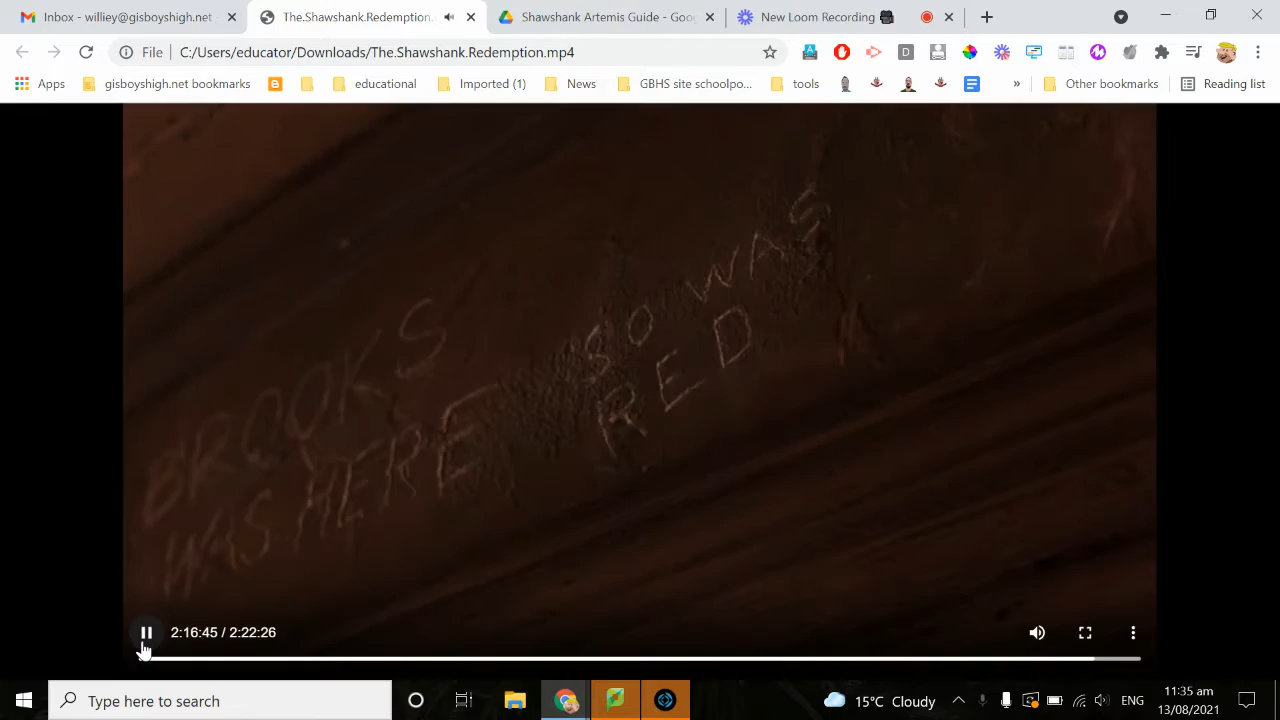 Inbox - williey@gisboyshigh.net -
The.Shawshank.Redemption.
Shawshank Artemis Guide - Goo
New Loom Recording
File
C:/Users/educator/Downloads/The.Shawshank.Redemption.mp4
Apps
gisboyshigh.net bookmarks
educational
Imported (1)
News
GBHS site schoolpo...
tools
»
Other bookmarks
Reading list
BROOKS
WAS HERE
SO WAS
RED
2:16:45 / 2:22:26
Type here to search
15°C Cloudy
ENG
11:35 am
13/08/2021